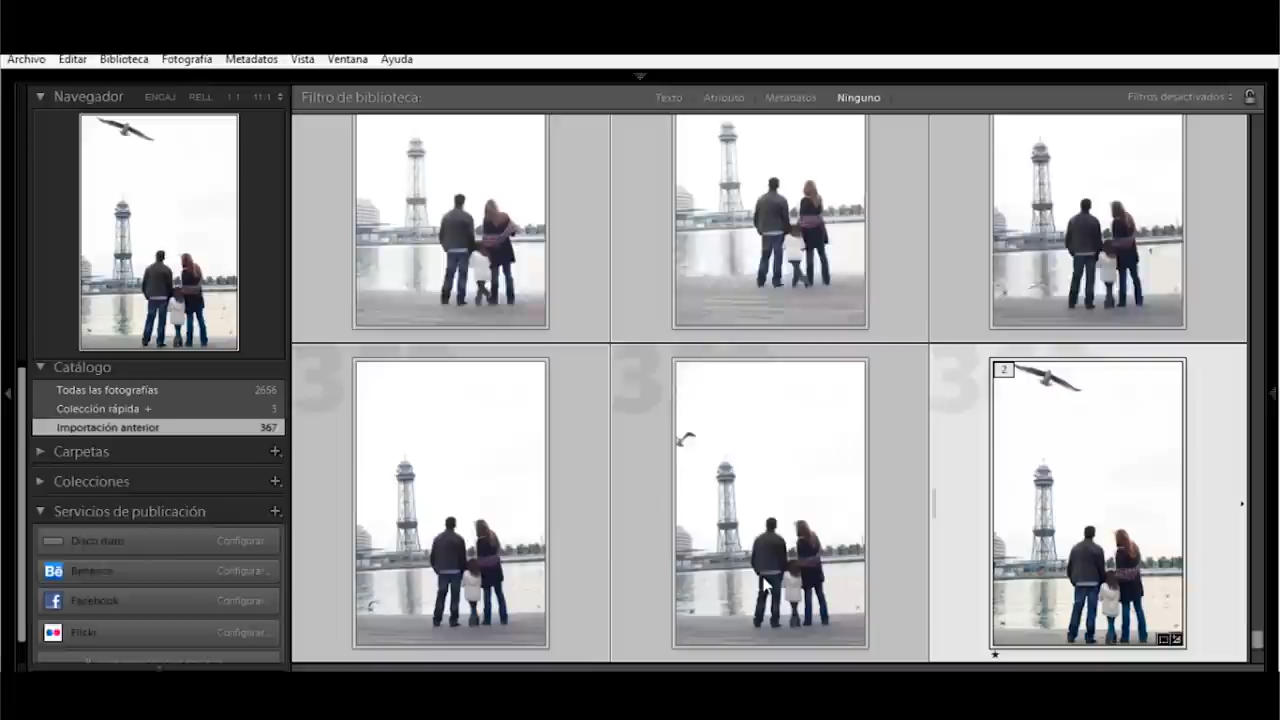 Archivo Editar Biblioteca Fotografía Metadatos Vista Ventana Ayuda
Navegador ENCAJ RELL 1:1 11:1
Filtro de biblioteca: Texto Atributo Metadatos Ninguno Filtros desactivados
Catálogo
Todas las fotografías 2656
Colección rápida + 3
Importación anterior 367
Carpetas
Colecciones
Servicios de publicación
Disco duro Configurar...
Bē Behance Configurar...
f Facebook Configurar...
Flickr Configurar...
2